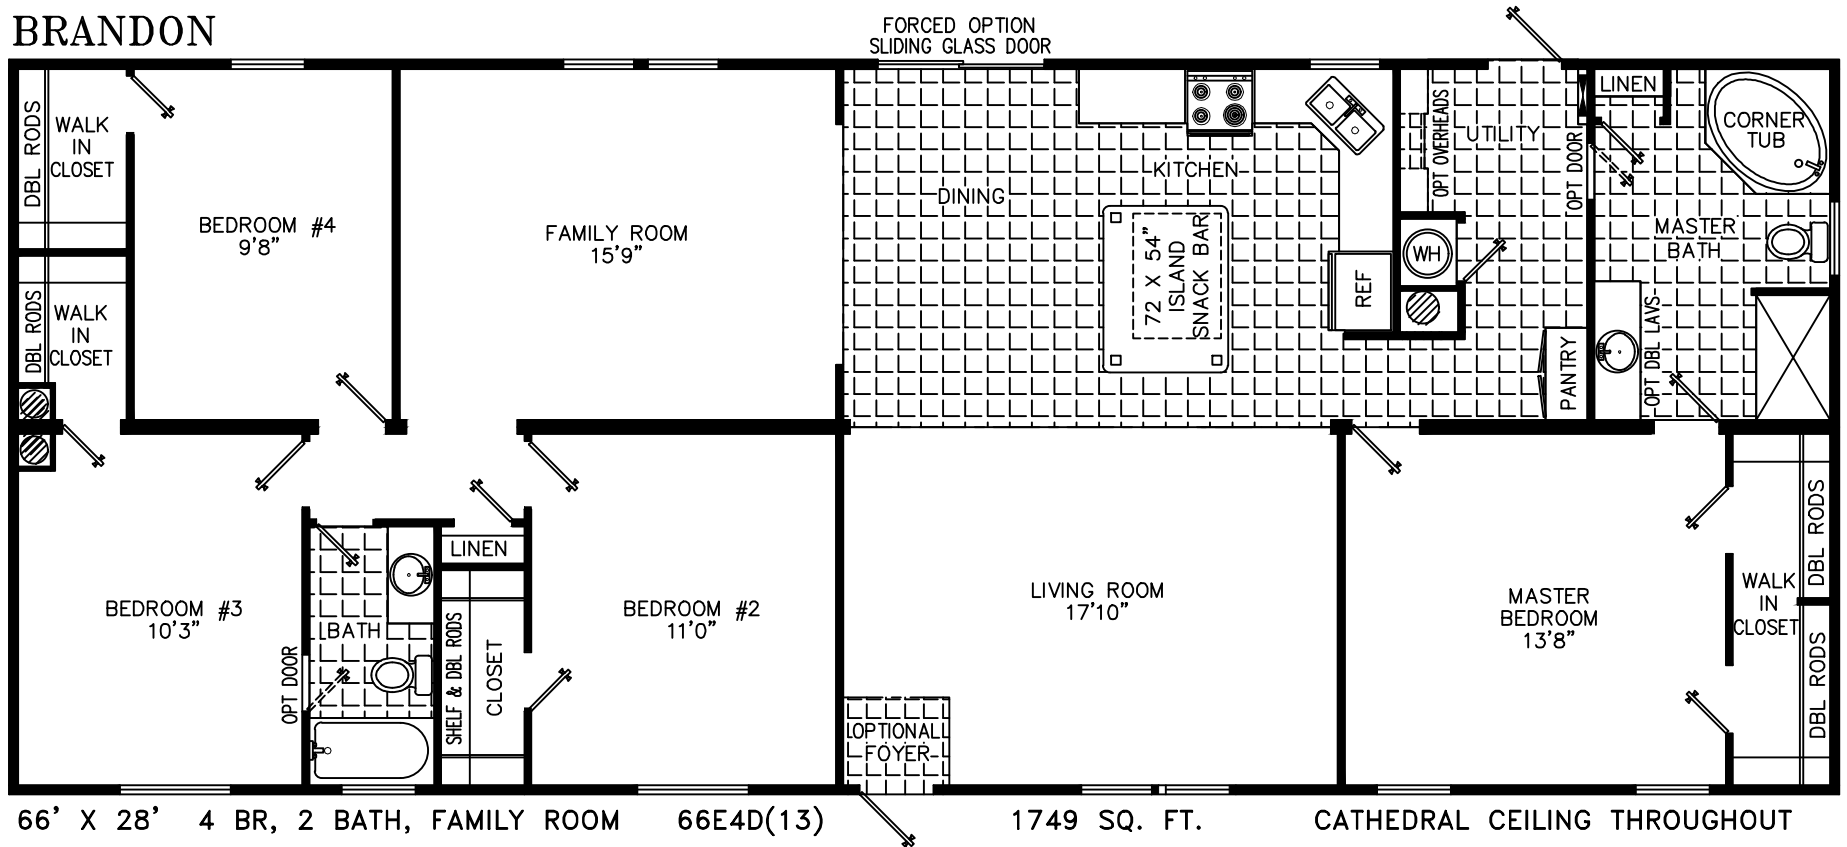 BRANDON
FORCED OPTION
SLIDING GLASS DOOR
DBL RODS
WALK
IN
CLOSET
BEDROOM #4
9'8"
FAMILY ROOM
15'9"
DINING
KITCHEN
72 X 54"
ISLAND
SNACK BAR
REF
OPT OVERHEADS
UTILITY
OPT DOOR
WH
PANTRY
LINEN
CORNER
TUB
MASTER
BATH
OPT DBL LAVS
DBL RODS
WALK
IN
CLOSET
BEDROOM #3
10'3"
OPT DOOR
BATH
LINEN
SHELF & DBL RODS
CLOSET
BEDROOM #2
11'0"
OPTIONAL
FOYER
LIVING ROOM
17'10"
MASTER
BEDROOM
13'8"
WALK
IN
CLOSET
DBL RODS
DBL RODS
66' X 28' 4 BR, 2 BATH, FAMILY ROOM 66E4D(13) 1749 SQ. FT. CATHEDRAL CEILING THROUGHOUT